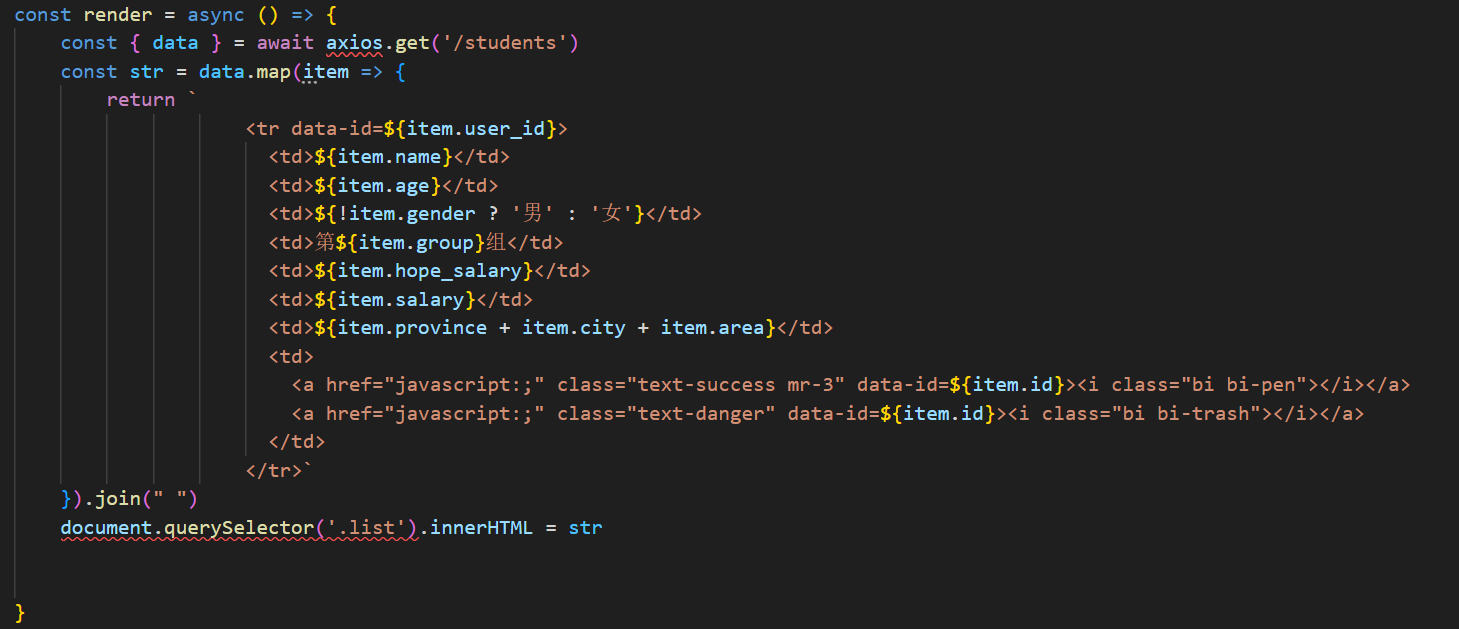 const render = async () => {
    const { data } = await axios.get('/students')
    const str = data.map(item => {
        return `
                    <tr data-id=${item.user_id}>
                      <td>${item.name}</td>
                      <td>${item.age}</td>
                      <td>${!item.gender ? '男' : '女'}</td>
                      <td>第${item.group}组</td>
                      <td>${item.hope_salary}</td>
                      <td>${item.salary}</td>
                      <td>${item.province + item.city + item.area}</td>
                      <td>
                        <a href="javascript:;" class="text-success mr-3" data-id=${item.id}><i class="bi bi-pen"></i></a>
                        <a href="javascript:;" class="text-danger" data-id=${item.id}><i class="bi bi-trash"></i></a>
                      </td>
                    </tr>`
    }).join(" ")
    document.querySelector('.list').innerHTML = str
}